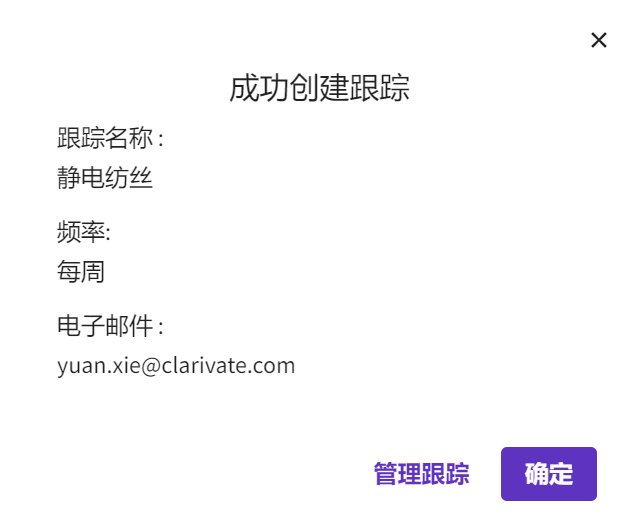 成功创建跟踪
跟踪名称 :
静电纺丝
频率:
每周
电子邮件 :
yuan.xie@clarivate.com
管理跟踪
确定